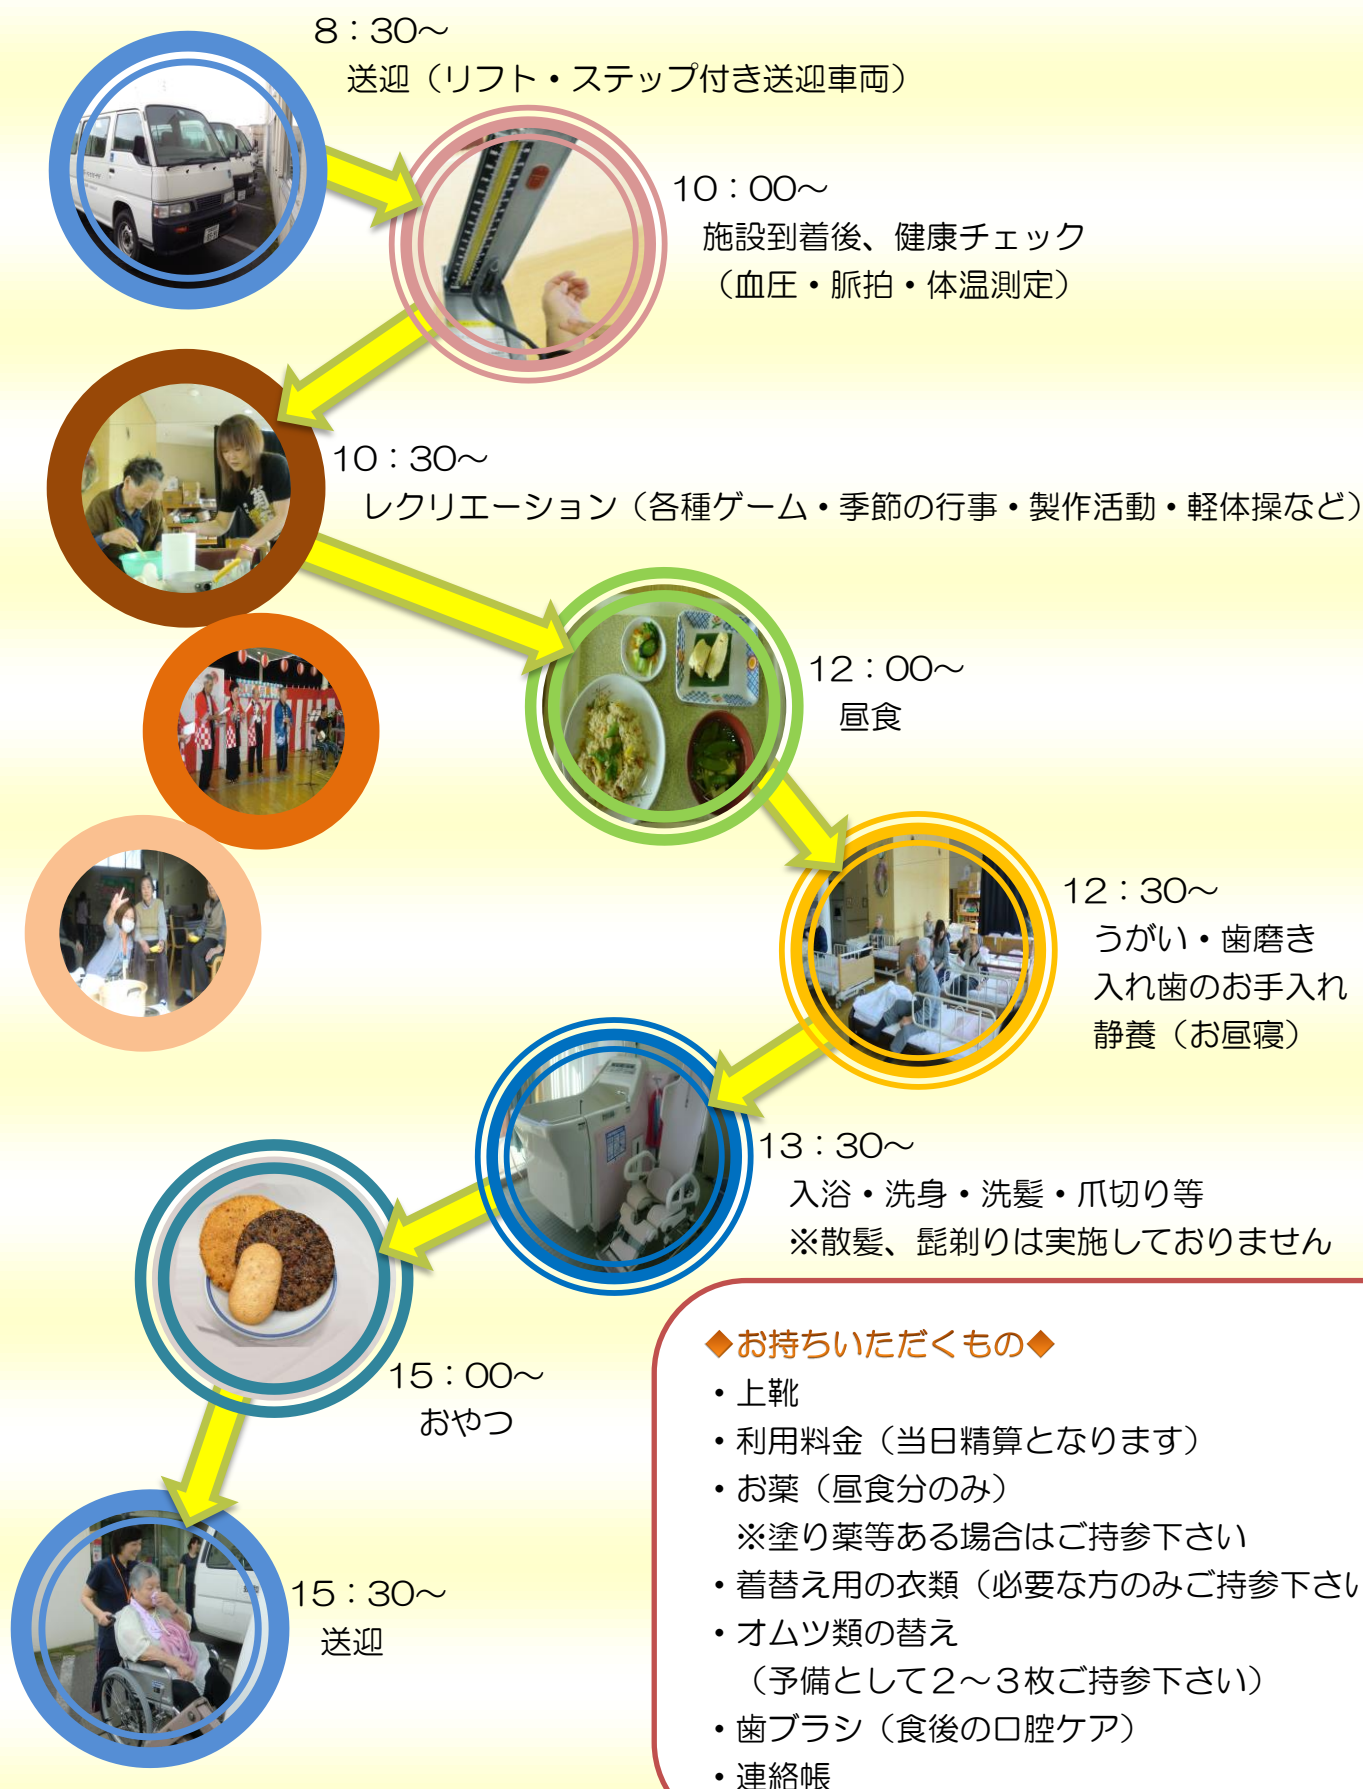 8：30～
送迎（リフト・ステップ付き送迎車両）
10：00～
施設到着後、健康チェック
（血圧・脈拍・体温測定）
10：30～
レクリエーション（各種ゲーム・季節の行事・製作活動・軽体操など）
12：00～
昼食
12：30～
うがい・歯磨き
入れ歯のお手入れ
静養（お昼寝）
13：30～
入浴・洗身・洗髪・爪切り等
※散髪、髭剃りは実施しておりません
15：00～
おやつ
15：30～
送迎
◆お持ちいただくもの◆
・上靴
・利用料金（当日精算となります）
・お薬（昼食分のみ）
※塗り薬等ある場合はご持参下さい
・着替え用の衣類（必要な方のみご持参下さい
・オムツ類の替え
（予備として２～３枚ご持参下さい）
・歯ブラシ（食後の口腔ケア）
・連絡帳